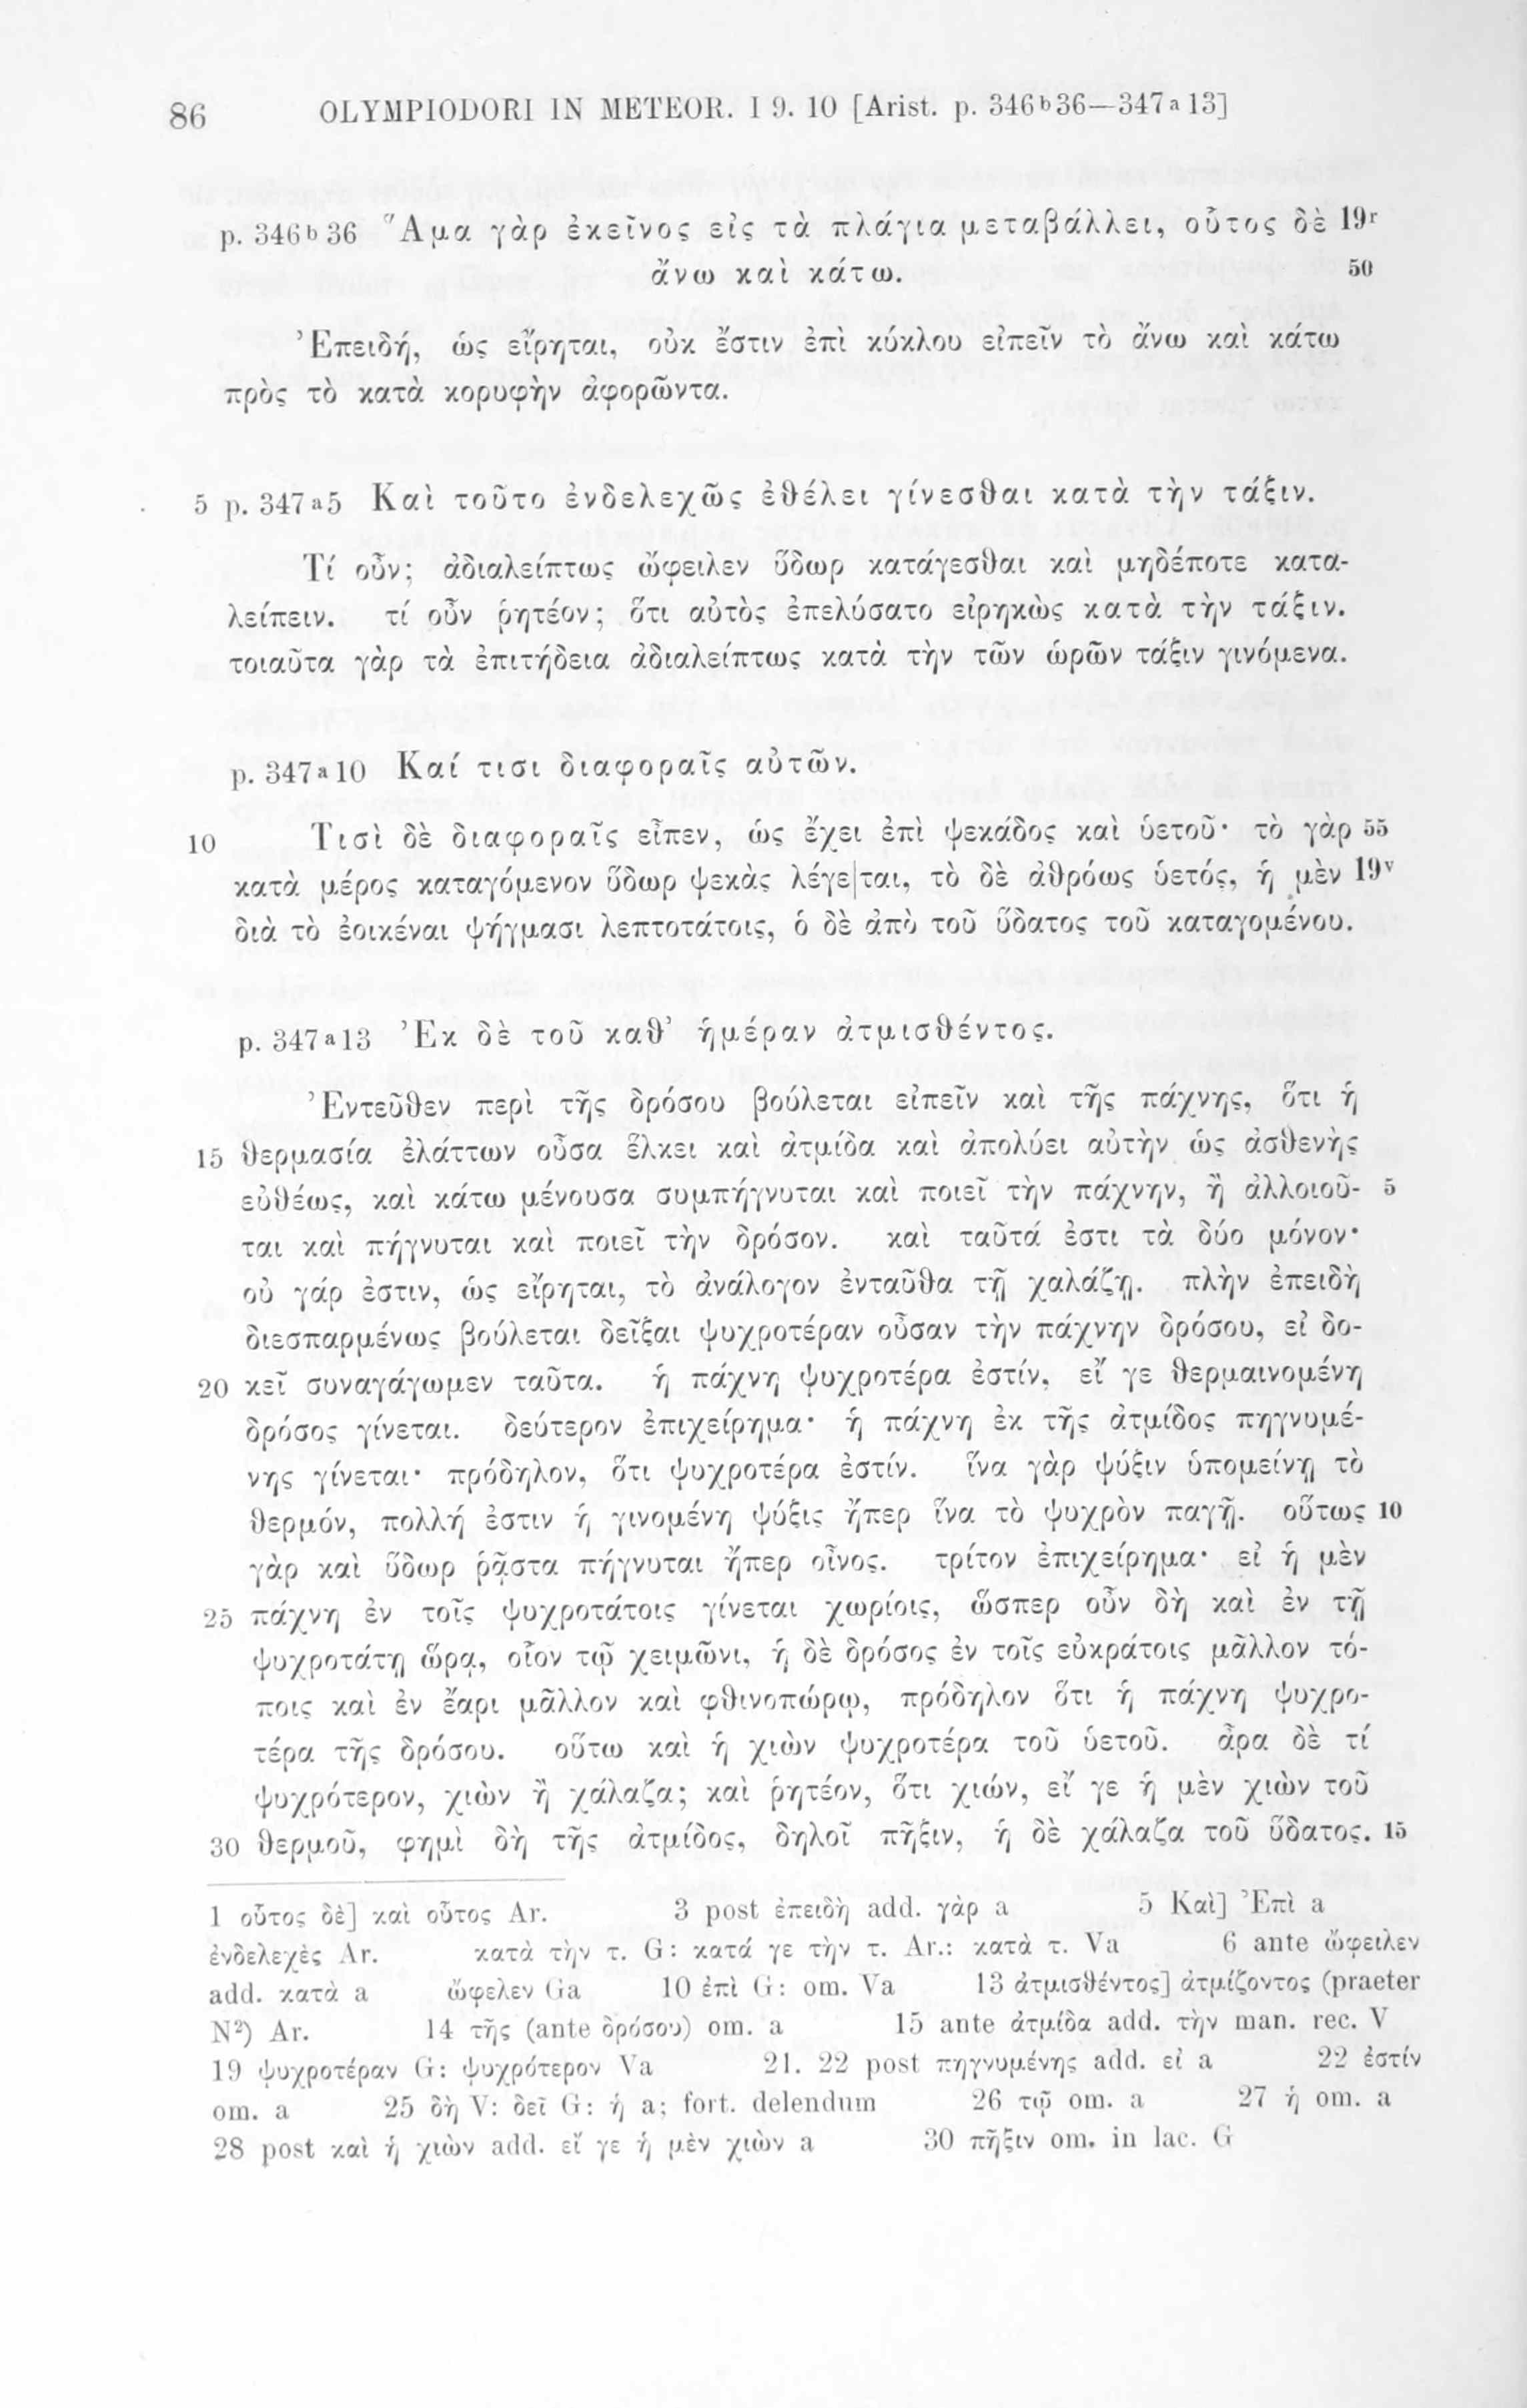 86 OLYMPIODORI IN METEOR. I 9. 10 [Arist. p. 346ᵇ36—347ᵃ13]
p. 346ᵇ36 Ἅμα γὰρ ἐκεῖνος εἰς τὰ πλάγια μεταβάλλει, οὗτος δὲ 19ʳ
ἄνω καὶ κάτω. 50
Ἐπειδή, ὡς εἴρηται, οὐκ ἔστιν ἐπὶ κύκλου εἰπεῖν τὸ ἄνω καὶ κάτω
πρὸς τὸ κατὰ κορυφὴν ἀφορῶντα.
5 p. 347ᵃ5 Καὶ τοῦτο ἐνδελεχῶς ἐθέλει γίνεσθαι κατὰ τὴν τάξιν.
Τί οὖν; ἀδιαλείπτως ὤφειλεν ὕδωρ κατάγεσθαι καὶ μηδέποτε κατα-
λείπειν. τί οὖν ῥητέον; ὅτι αὐτὸς ἐπελύσατο εἰρηκὼς κατὰ τὴν τάξιν.
τοιαῦτα γὰρ τὰ ἐπιτήδεια ἀδιαλείπτως κατὰ τὴν τῶν ὡρῶν τάξιν γινόμενα.
p. 347ᵃ10 Καί τισι διαφοραῖς αὐτῶν.
10 Τισὶ δὲ διαφοραῖς εἶπεν, ὡς ἔχει ἐπὶ ψεκάδος καὶ ὑετοῦ· τὸ γὰρ 55
κατὰ μέρος καταγόμενον ὕδωρ ψεκὰς λέγε|ται, τὸ δὲ ἀθρόως ὑετός, ἡ μὲν 19ᵛ
διὰ τὸ ἐοικέναι ψήγμασι λεπτοτάτοις, ὁ δὲ ἀπὸ τοῦ ὕδατος τοῦ καταγομένου.
p. 347ᵃ13 Ἐκ δὲ τοῦ καθ’ ἡμέραν ἀτμισθέντος.
Ἐντεῦθεν περὶ τῆς δρόσου βούλεται εἰπεῖν καὶ τῆς πάχνης, ὅτι ἡ
15 θερμασία ἐλάττων οὖσα ἕλκει καὶ ἀτμίδα καὶ ἀπολύει αὐτὴν ὡς ἀσθενὴς
εὐθέως, καὶ κάτω μένουσα συμπήγνυται καὶ ποιεῖ τὴν πάχνην, ἢ ἀλλοιοῦ- 5
ται καὶ πήγνυται καὶ ποιεῖ τὴν δρόσον. καὶ ταῦτά ἐστι τὰ δύο μόνον·
οὐ γάρ ἐστιν, ὡς εἴρηται, τὸ ἀνάλογον ἐνταῦθα τῇ χαλάζῃ. πλὴν ἐπειδὴ
διεσπαρμένως βούλεται δεῖξαι ψυχροτέραν οὖσαν τὴν πάχνην δρόσου, εἰ δο-
20 κεῖ συναγάγωμεν ταῦτα. ἡ πάχνη ψυχροτέρα ἐστίν, εἴ γε θερμαινομένη
δρόσος γίνεται. δεύτερον ἐπιχείρημα· ἡ πάχνη ἐκ τῆς ἀτμίδος πηγνυμέ-
νης γίνεται· πρόδηλον, ὅτι ψυχροτέρα ἐστίν. ἵνα γὰρ ψύξιν ὑπομείνῃ τὸ
θερμόν, πολλή ἐστιν ἡ γινομένη ψύξις ἤπερ ἵνα τὸ ψυχρὸν παγῇ. οὕτως 10
γὰρ καὶ ὕδωρ ῥᾷστα πήγνυται ἤπερ οἶνος. τρίτον ἐπιχείρημα· εἰ ἡ μὲν
25 πάχνη ἐν τοῖς ψυχροτάτοις γίνεται χωρίοις, ὥσπερ οὖν δὴ καὶ ἐν τῇ
ψυχροτάτῃ ὥρᾳ, οἷον τῷ χειμῶνι, ἡ δὲ δρόσος ἐν τοῖς εὐκράτοις μᾶλλον τό-
ποις καὶ ἐν ἔαρι μᾶλλον καὶ φθινοπώρῳ, πρόδηλον ὅτι ἡ πάχνη ψυχρο-
τέρα τῆς δρόσου. οὕτω καὶ ἡ χιὼν ψυχροτέρα τοῦ ὑετοῦ. ἆρα δὲ τί
ψυχρότερον, χιὼν ἢ χάλαζα; καὶ ῥητέον, ὅτι χιών, εἴ γε ἡ μὲν χιὼν τοῦ
30 θερμοῦ, φημὶ δὴ τῆς ἀτμίδος, δηλοῖ πῆξιν, ἡ δὲ χάλαζα τοῦ ὕδατος. 15
1 οὗτος δὲ] καὶ οὗτος Ar. 3 post ἐπειδὴ add. γὰρ a 5 Καὶ] Ἐπὶ a
ἐνδελεχὲς Ar. κατὰ τὴν τ. G: κατά γε τὴν τ. Ar.: κατὰ τ. Va 6 ante ὤφειλεν
add. κατὰ a ὤφελεν Ga 10 ἐπὶ G: om. Va 13 ἀτμισθέντος] ἀτμίζοντος (praeter
N²) Ar. 14 τῆς (ante δρόσου) om. a 15 ante ἀτμίδα add. τὴν man. rec. V
19 ψυχροτέραν G: ψυχρότερον Va 21. 22 post πηγνυμένης add. εἰ a 22 ἐστίν
om. a 25 δὴ V: δεῖ G: ἡ a; fort. delendum 26 τῷ om. a 27 ἡ om. a
28 post καὶ ἡ χιὼν add. εἴ γε ἡ μὲν χιὼν a 30 πῆξιν om. in lac. G